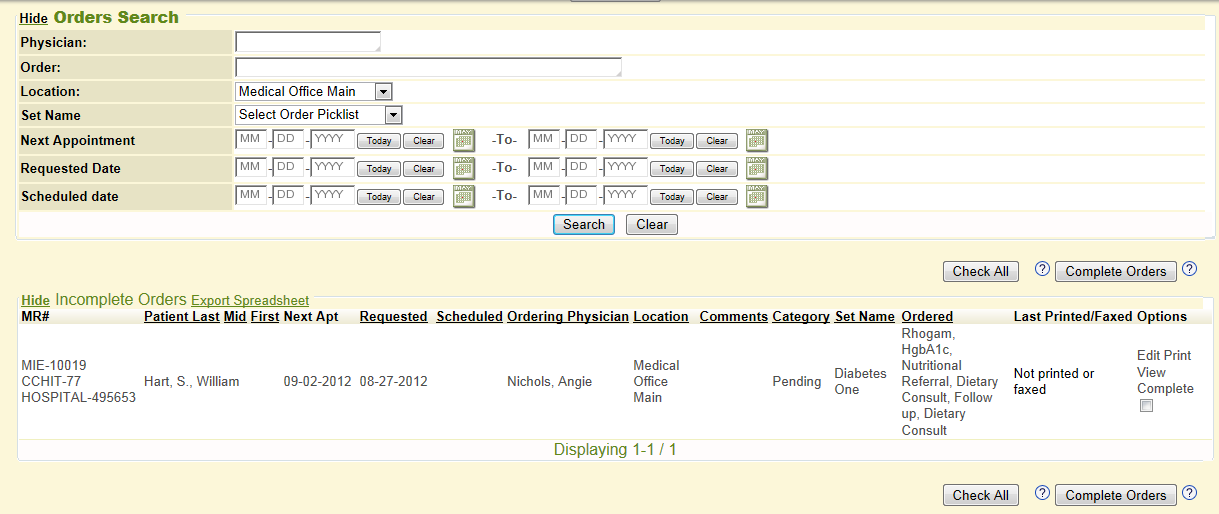 Hide Orders Search
Physician:
Order:
Location: Medical Office Main
Set Name Select Order Picklist
Next Appointment MM - DD - YYYY Today Clear -To- MM - DD - YYYY Today Clear
Requested Date MM - DD - YYYY Today Clear -To- MM - DD - YYYY Today Clear
Scheduled date MM - DD - YYYY Today Clear -To- MM - DD - YYYY Today Clear
Search Clear
Check All ? Complete Orders ?
Hide Incomplete Orders Export Spreadsheet
MR# Patient Last Mid First Next Apt Requested Scheduled Ordering Physician Location Comments Category Set Name Ordered Last Printed/Faxed Options
MIE-10019
CCHIT-77
HOSPITAL-495653
Hart, S., William
09-02-2012
08-27-2012
Nichols, Angie
Medical
Office
Main
Pending
Diabetes
One
Rhogam,
HgbA1c,
Nutritional
Referral, Dietary
Consult, Follow
up, Dietary
Consult
Not printed or
faxed
Edit Print
View
Complete
Displaying 1-1 / 1
Check All ? Complete Orders ?